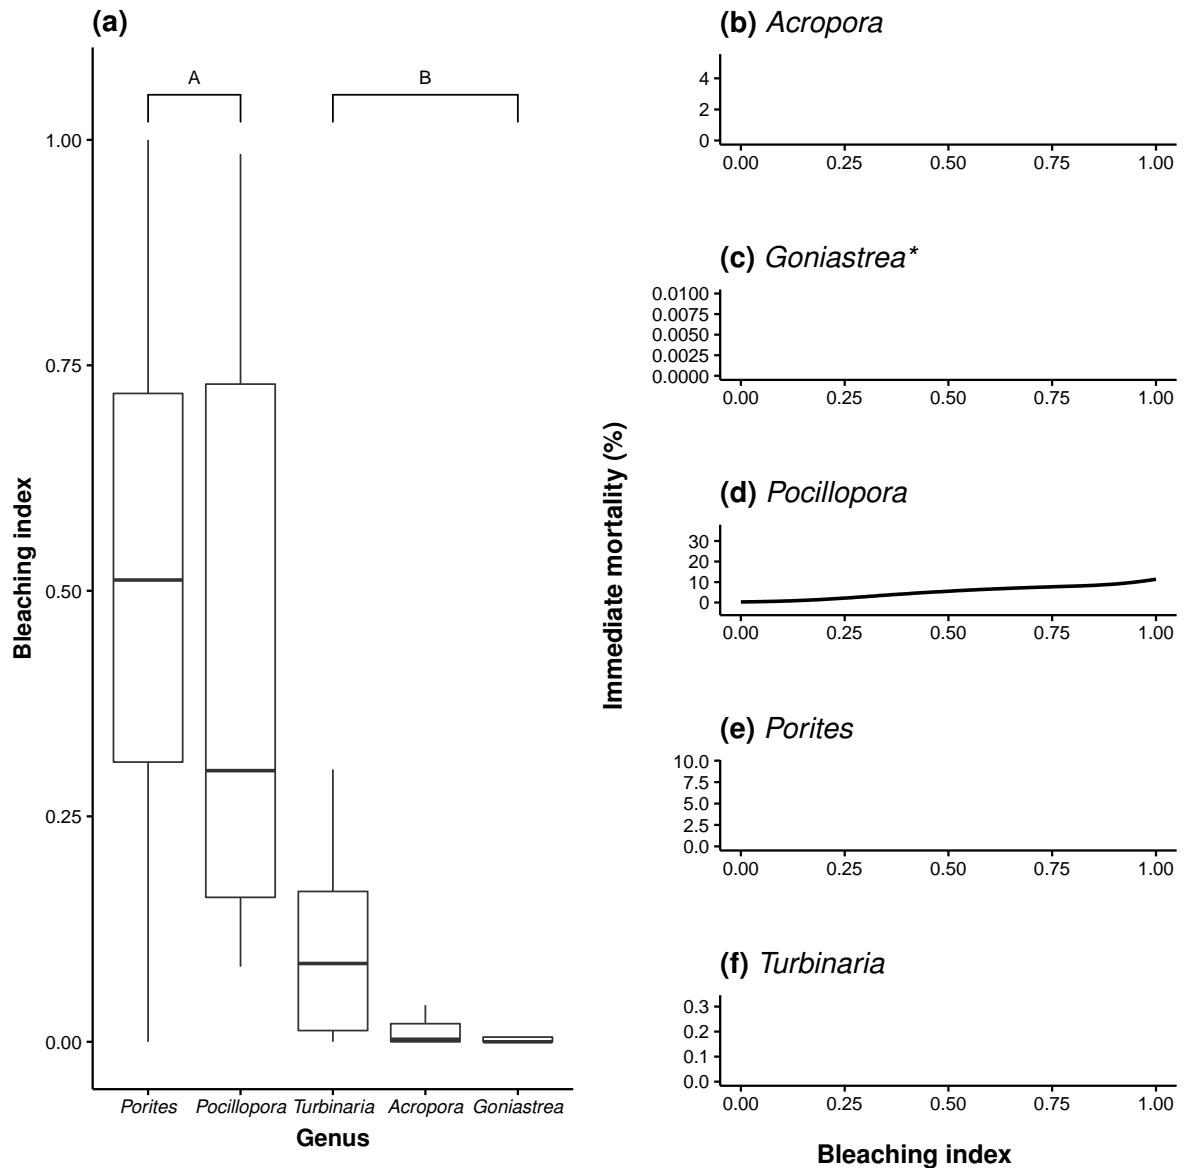 (a)
A
B
1.00
0.75
0.50
0.25
0.00
Bleaching index
Porites Pocillopora Turbinaria Acropora Goniastrea
Genus
Immediate mortality (%)
(b) Acropora
4
2
0
0.00 0.25 0.50 0.75 1.00
(c) Goniastrea*
0.0100
0.0075
0.0050
0.0025
0.0000
0.00 0.25 0.50 0.75 1.00
(d) Pocillopora
30
20
10
0
0.00 0.25 0.50 0.75 1.00
(e) Porites
10.0
7.5
5.0
2.5
0.0
0.00 0.25 0.50 0.75 1.00
(f) Turbinaria
0.3
0.2
0.1
0.0
0.00 0.25 0.50 0.75 1.00
Bleaching index